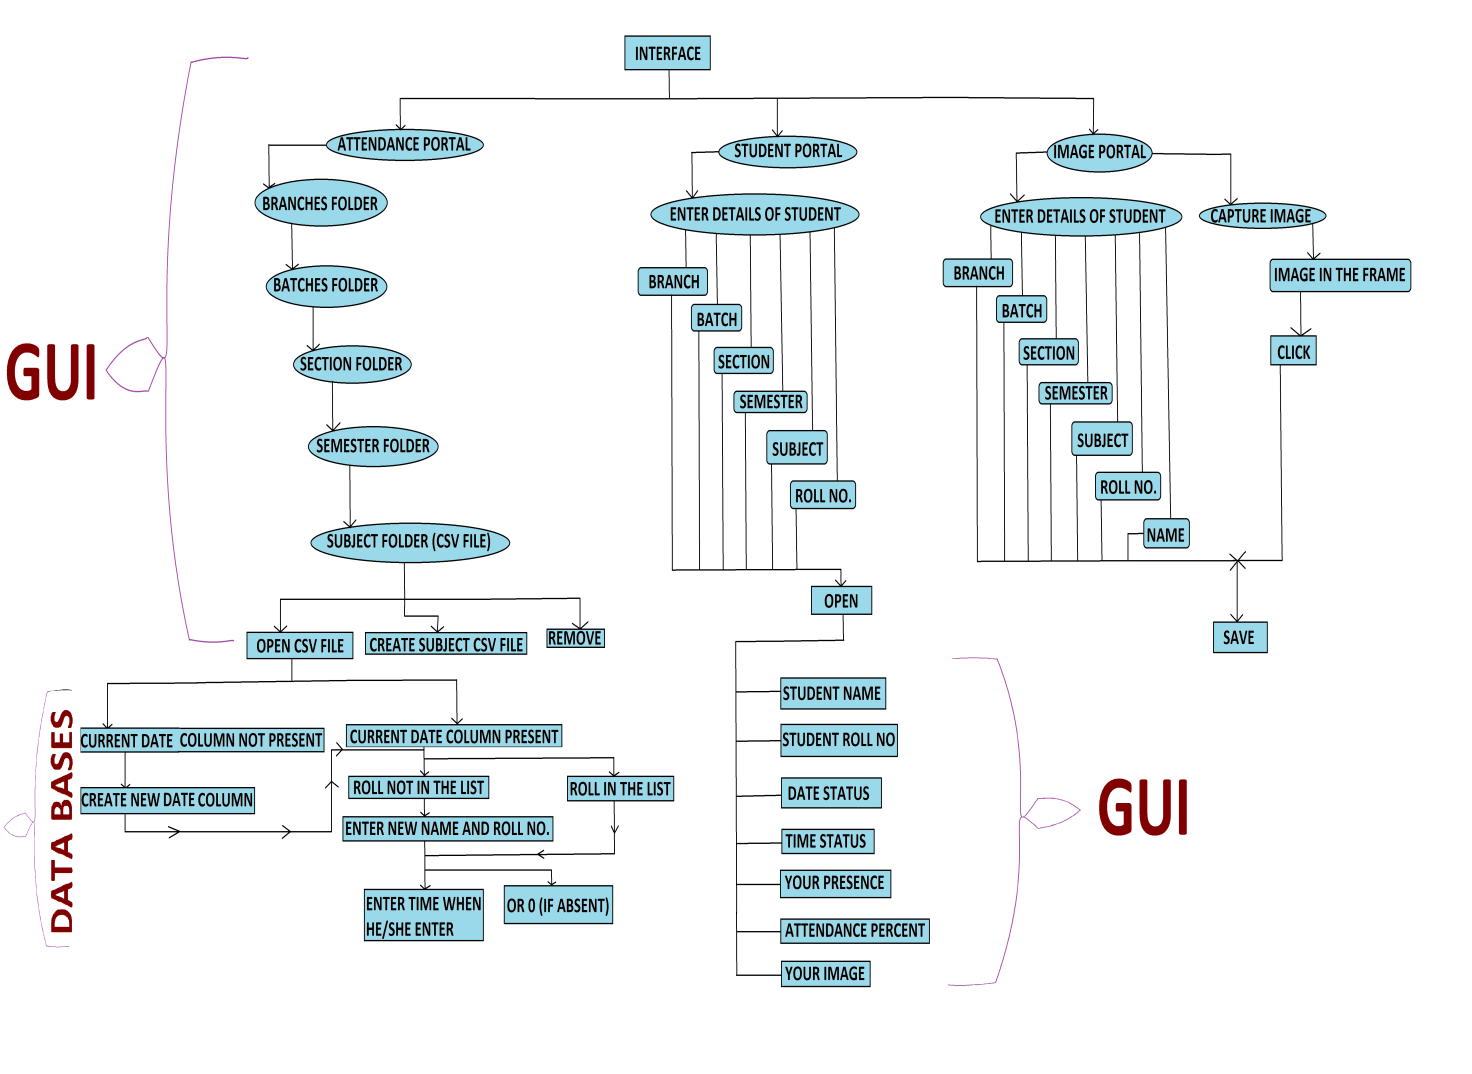 INTERFACE
ATTENDANCE PORTAL
STUDENT PORTAL
IMAGE PORTAL
BRANCHES FOLDER
ENTER DETAILS OF STUDENT
ENTER DETAILS OF STUDENT
CAPTURE IMAGE
BATCHES FOLDER
BRANCH
BRANCH
IMAGE IN THE FRAME
BATCH
BATCH
GUI
SECTION FOLDER
SECTION
SECTION
CLICK
SEMESTER
SEMESTER
SEMESTER FOLDER
SUBJECT
SUBJECT
ROLL NO.
ROLL NO.
SUBJECT FOLDER (CSV FILE)
NAME
OPEN
SAVE
OPEN CSV FILE
CREATE SUBJECT CSV FILE
REMOVE
DATA BASES
CURRENT DATE COLUMN NOT PRESENT
CURRENT DATE COLUMN PRESENT
CREATE NEW DATE COLUMN
ROLL NOT IN THE LIST
ROLL IN THE LIST
ENTER NEW NAME AND ROLL NO.
ENTER TIME WHEN
HE/SHE ENTER
OR 0 (IF ABSENT)
STUDENT NAME
STUDENT ROLL NO
DATE STATUS
TIME STATUS
YOUR PRESENCE
ATTENDANCE PERCENT
YOUR IMAGE
GUI